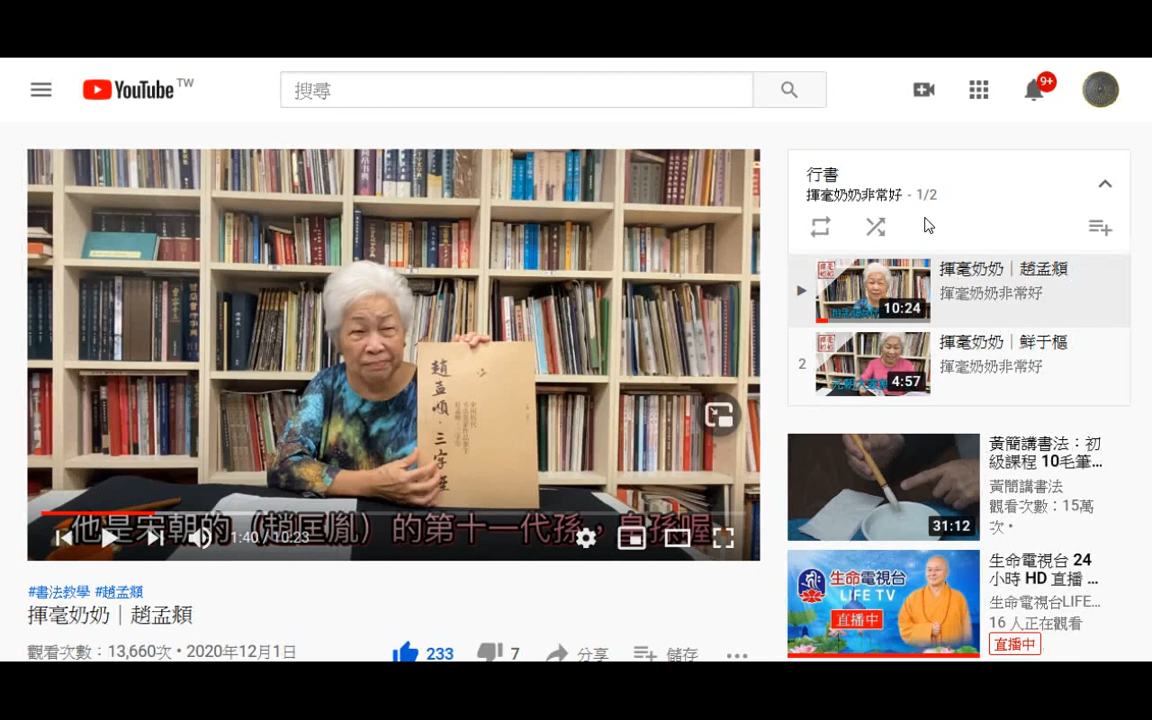 YouTube TW
搜尋
9+
行書
揮毫奶奶非常好 - 1/2
揮毫奶奶｜趙孟頫
揮毫奶奶非常好
10:24
2
揮毫奶奶｜鮮于樞
揮毫奶奶非常好
4:57
趙孟頫·三字經
他是宋朝的（趙匡胤）的第十一代孫，皇孫喔
1:40 / 10:23
#書法教學 #趙孟頫
揮毫奶奶｜趙孟頫
觀看次數：13,660次 • 2020年12月1日
233
7
分享
儲存
黃簡講書法：初
級課程 10毛筆...
黃簡講書法
觀看次數：15萬
次 •
31:12
生命電視台
LIFE TV
直播中
生命電視台 24
小時 HD 直播 ...
生命電視台LIFE...
16 人正在觀看
直播中